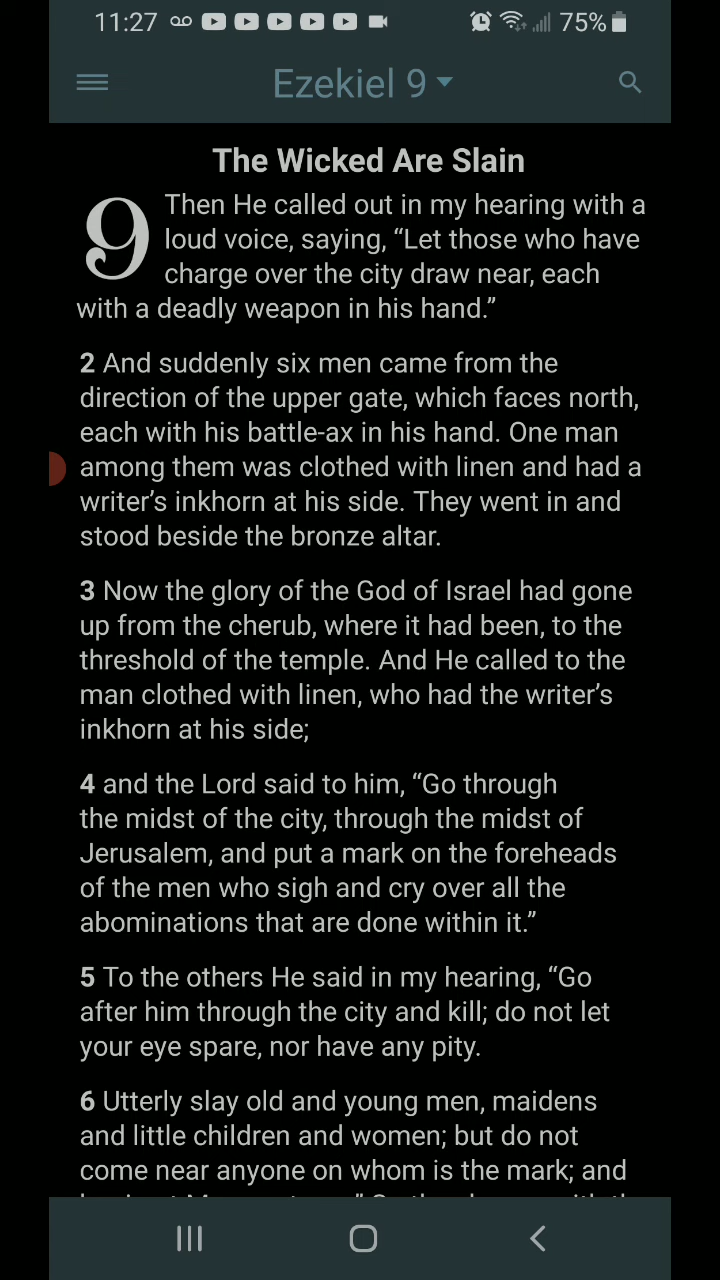 11:27 75%
Ezekiel 9
The Wicked Are Slain
9 Then He called out in my hearing with a
loud voice, saying, “Let those who have
charge over the city draw near, each
with a deadly weapon in his hand.”
2 And suddenly six men came from the
direction of the upper gate, which faces north,
each with his battle-ax in his hand. One man
among them was clothed with linen and had a
writer’s inkhorn at his side. They went in and
stood beside the bronze altar.
3 Now the glory of the God of Israel had gone
up from the cherub, where it had been, to the
threshold of the temple. And He called to the
man clothed with linen, who had the writer’s
inkhorn at his side;
4 and the Lord said to him, “Go through
the midst of the city, through the midst of
Jerusalem, and put a mark on the foreheads
of the men who sigh and cry over all the
abominations that are done within it.”
5 To the others He said in my hearing, “Go
after him through the city and kill; do not let
your eye spare, nor have any pity.
6 Utterly slay old and young men, maidens
and little children and women; but do not
come near anyone on whom is the mark; and